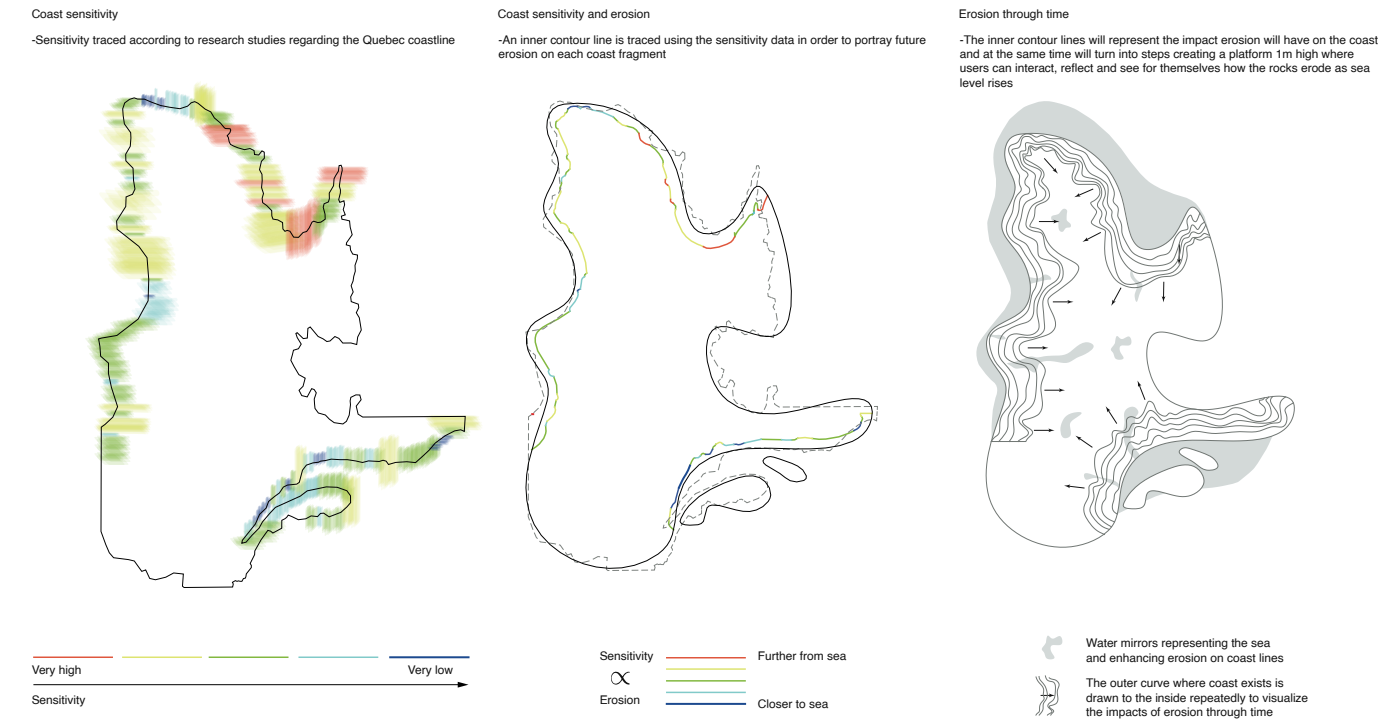 Coast sensitivity
-Sensitivity traced according to research studies regarding the Quebec coastline
Coast sensitivity and erosion
-An inner contour line is traced using the sensitivity data in order to portray future
erosion on each coast fragment
Erosion through time
-The inner contour lines will represent the impact erosion will have on the coast
and at the same time will turn into steps creating a platform 1m high where
users can interact, reflect and see for themselves how the rocks erode as sea
level rises
Very high
Very low
Sensitivity
Sensitivity
∝
Erosion
Further from sea
Closer to sea
Water mirrors representing the sea
and enhancing erosion on coast lines
The outer curve where coast exists is
drawn to the inside repeatedly to visualize
the impacts of erosion through time